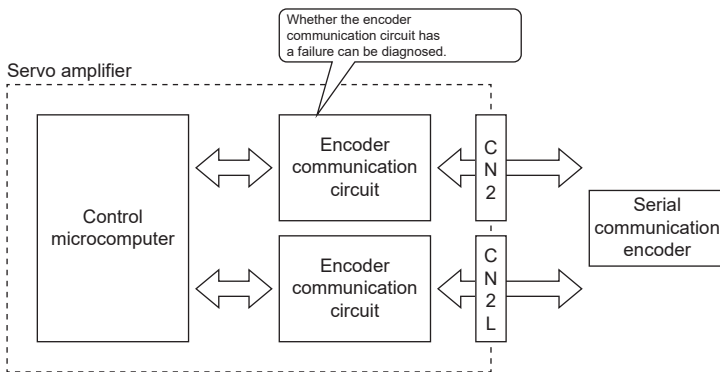 Whether the encoder
communication circuit has
a failure can be diagnosed.
Servo amplifier
Control
microcomputer
Encoder
communication
circuit
C
N
2
Encoder
communication
circuit
C
N
2
L
Serial
communication
encoder